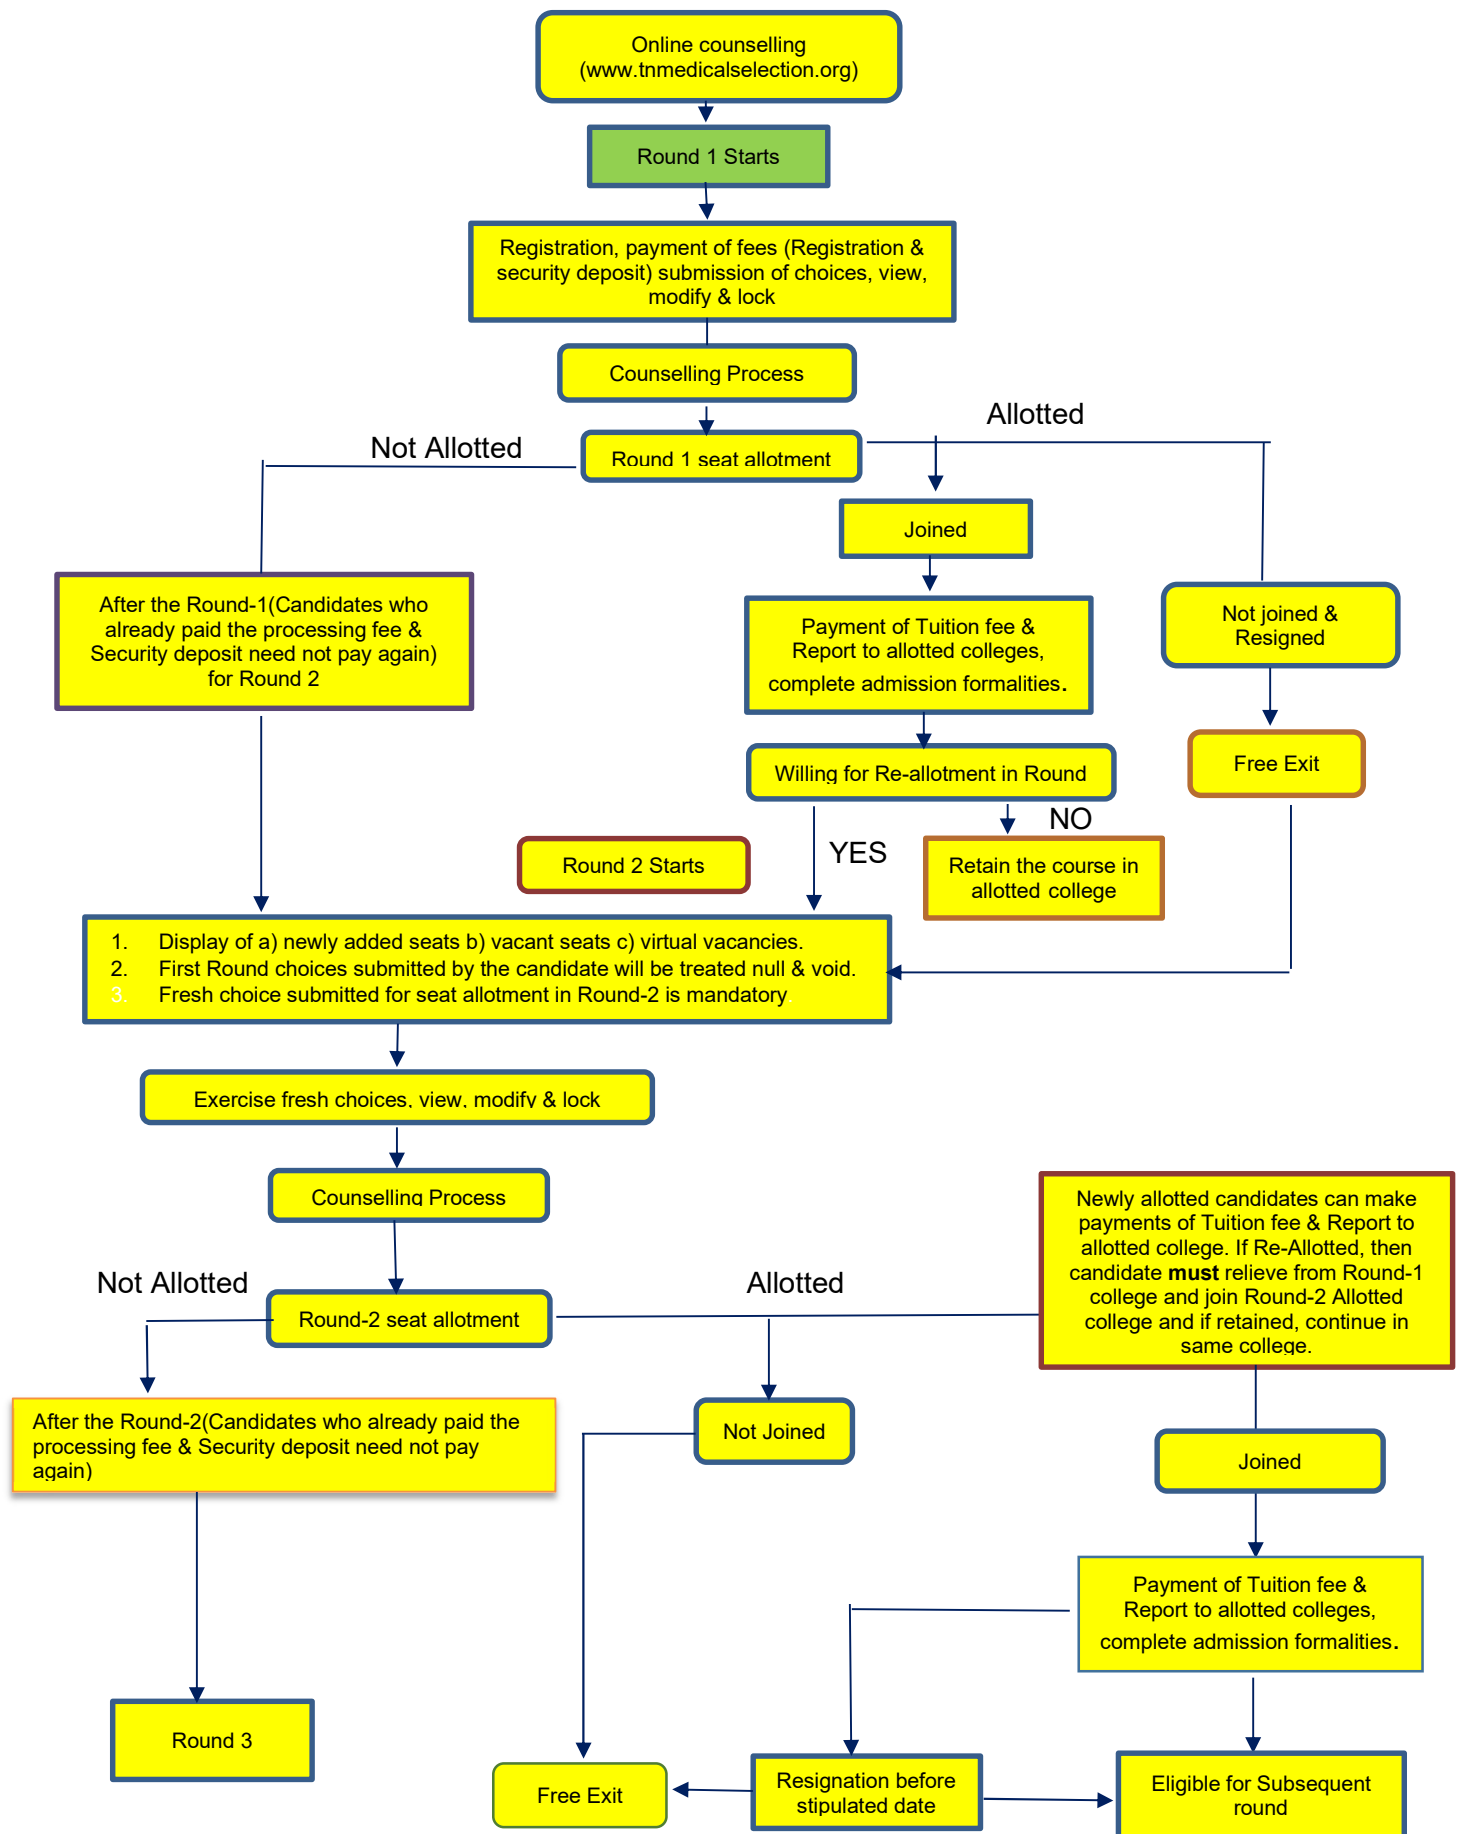 Online counselling
(www.tnmedicalselection.org)
Round 1 Starts
Registration, payment of fees (Registration &
security deposit) submission of choices, view,
modify & lock
Counselling Process
Allotted
Not Allotted
Round 1 seat allotment
Joined
After the Round-1(Candidates who
already paid the processing fee &
Security deposit need not pay again)
for Round 2
Payment of Tuition fee &
Report to allotted colleges,
complete admission formalities.
Not joined &
Resigned
Willing for Re-allotment in Round
Free Exit
NO
YES
Round 2 Starts
Retain the course in
allotted college
1. Display of a) newly added seats b) vacant seats c) virtual vacancies.
2. First Round choices submitted by the candidate will be treated null & void.
3. Fresh choice submitted for seat allotment in Round-2 is mandatory.
Exercise fresh choices, view, modify & lock
Counselling Process
Newly allotted candidates can make
payments of Tuition fee & Report to
allotted college. If Re-Allotted, then
candidate must relieve from Round-1
college and join Round-2 Allotted
college and if retained, continue in
same college.
Not Allotted
Allotted
Round-2 seat allotment
After the Round-2(Candidates who already paid the
processing fee & Security deposit need not pay
again)
Not Joined
Joined
Payment of Tuition fee &
Report to allotted colleges,
complete admission formalities.
Round 3
Free Exit
Resignation before
stipulated date
Eligible for Subsequent
round